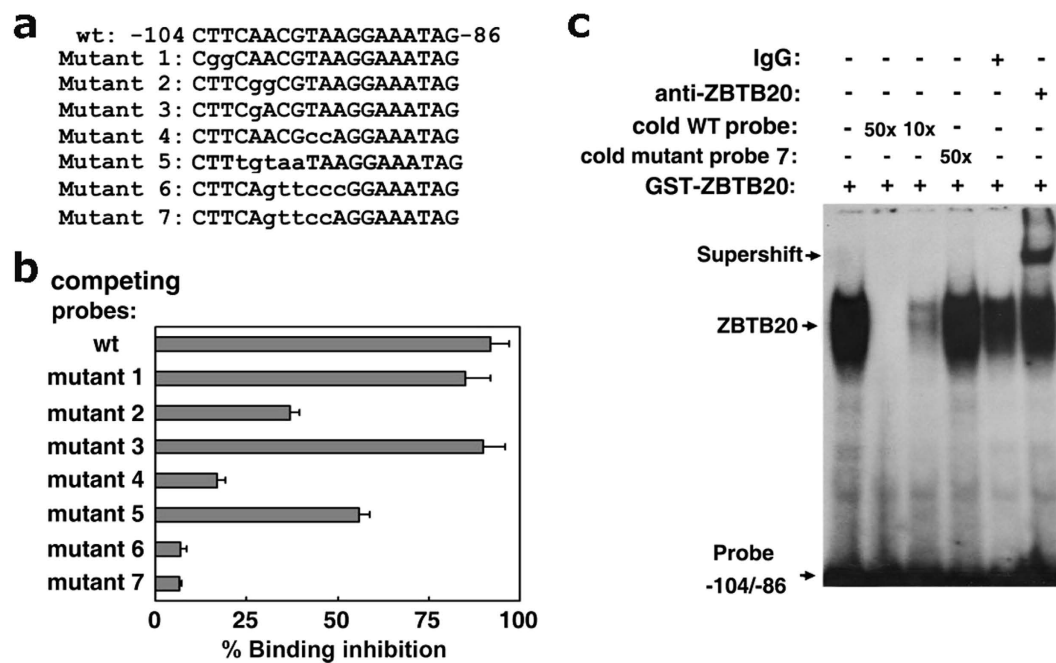 a
wt: -104 CTTCAACGTAAGGAAATAG-86
Mutant 1: CggCAACGTAAGGAAATAG
Mutant 2: CTTCggCGTAAGGAAATAG
Mutant 3: CTTCgACGTAAGGAAATAG
Mutant 4: CTTCAACGccAGGAAATAG
Mutant 5: CTTtgtaaTAAGGAAATAG
Mutant 6: CTTCAgttcccGGAAATAG
Mutant 7: CTTCAgttccAGGAAATAG
b
competing
probes:
wt
mutant 1
mutant 2
mutant 3
mutant 4
mutant 5
mutant 6
mutant 7
0 25 50 75 100
% Binding inhibition
c
IgG: - - - - + -
anti-ZBTB20: - - - - - +
cold WT probe: - 50x 10x - - -
cold mutant probe 7: - - - 50x - -
GST-ZBTB20: + + + + + +
Supershift
ZBTB20
Probe
-104/-86